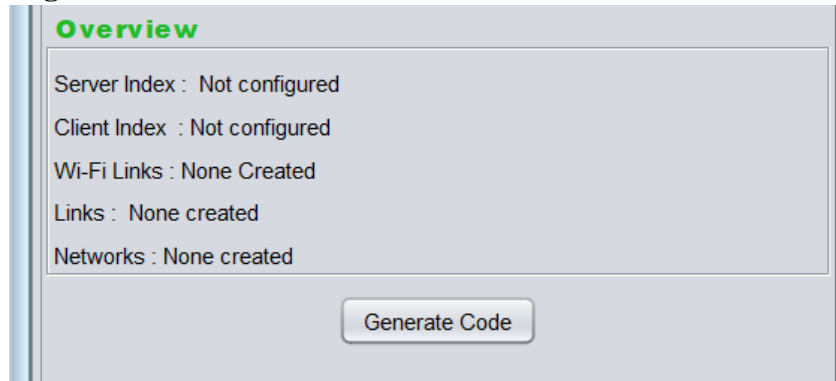 Overview
Server Index :  Not configured
Client Index  : Not configured
Wi-Fi Links : None Created
Links :  None created
Networks : None created
Generate Code